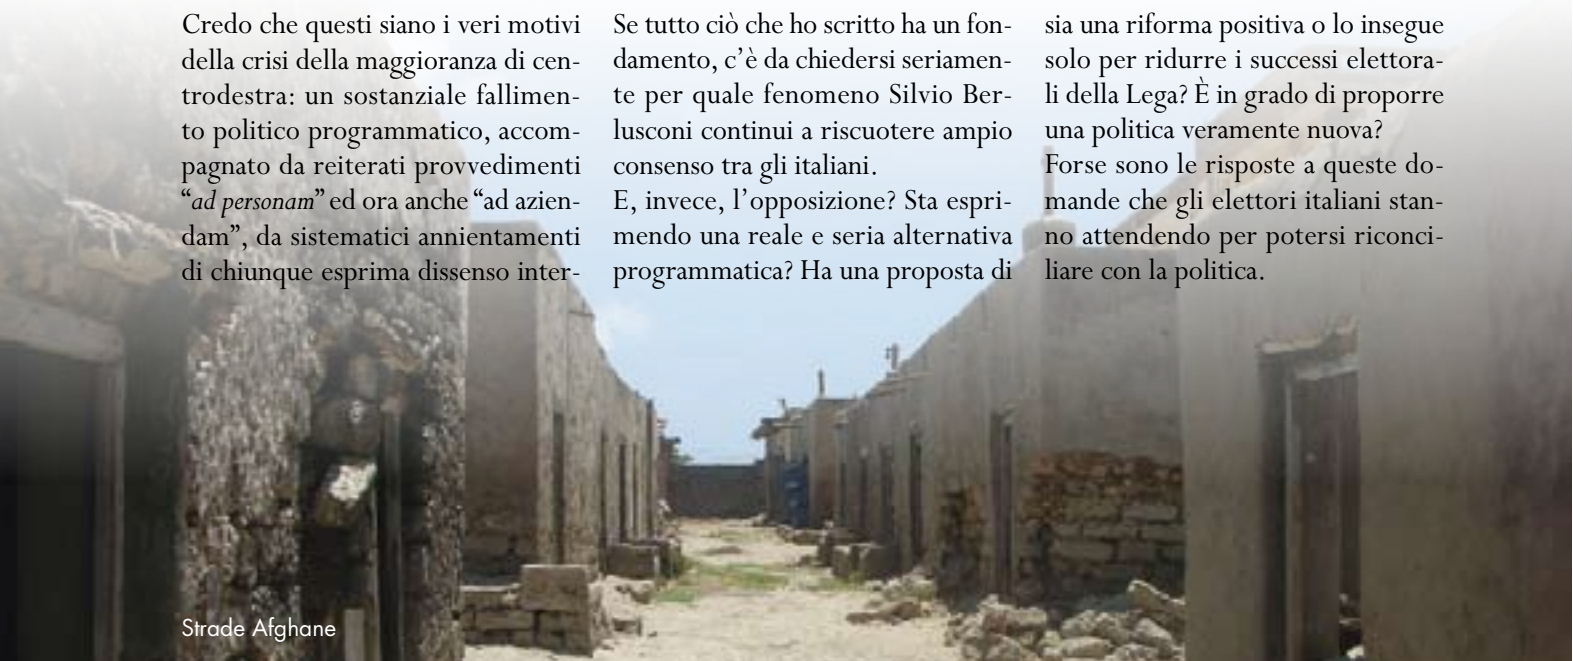 Credo che questi siano i veri motivi
della crisi della maggioranza di cen-
trodestra: un sostanziale fallimen-
to politico programmatico, accom-
pagnato da reiterati provvedimenti
“ad personam” ed ora anche “ad azien-
dam”, da sistematici annientamenti
di chiunque esprima dissenso inter-
Se tutto ciò che ho scritto ha un fon-
damento, c’è da chiedersi seriamen-
te per quale fenomeno Silvio Ber-
lusconi continui a riscuotere ampio
consenso tra gli italiani.
E, invece, l’opposizione? Sta espri-
mendo una reale e seria alternativa
programmatica? Ha una proposta di
sia una riforma positiva o lo insegue
solo per ridurre i successi elettora-
li della Lega? È in grado di proporre
una politica veramente nuova?
Forse sono le risposte a queste do-
mande che gli elettori italiani stan-
no attendendo per potersi riconci-
liare con la politica.
Strade Afghane